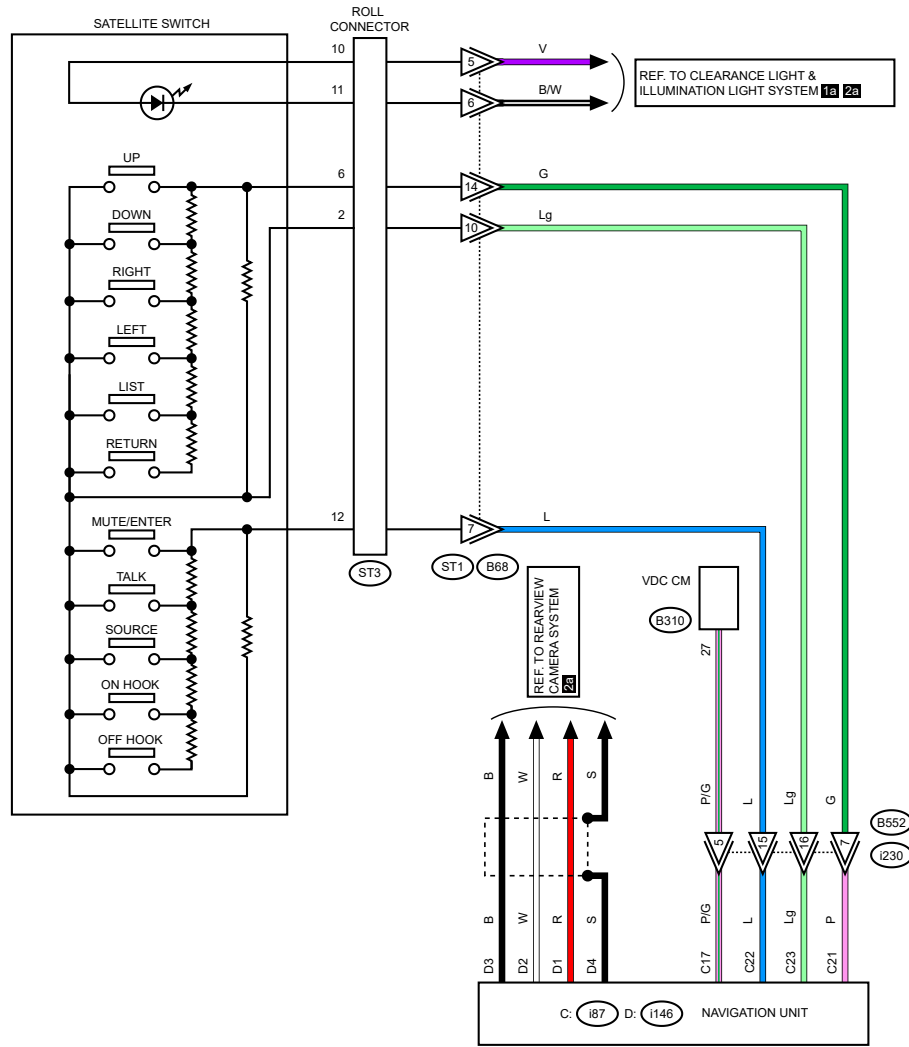 SATELLITE SWITCH
ROLL
CONNECTOR
10
5
V
REF. TO CLEARANCE LIGHT &
ILLUMINATION LIGHT SYSTEM 1a 2a
11
6
B/W
UP
6
14
G
DOWN
2
10
Lg
RIGHT
LEFT
LIST
RETURN
MUTE/ENTER
12
7
L
ST3
ST1
B68
TALK
SOURCE
ON HOOK
OFF HOOK
REF. TO REARVIEW
CAMERA SYSTEM
2a
VDC CM
B310
27
B
W
R
S
P/G
L
Lg
G
5
15
16
7
B552
i230
B
W
R
S
P/G
L
Lg
P
D3
D2
D1
D4
C17
C22
C23
C21
C: i87 D: i146 NAVIGATION UNIT